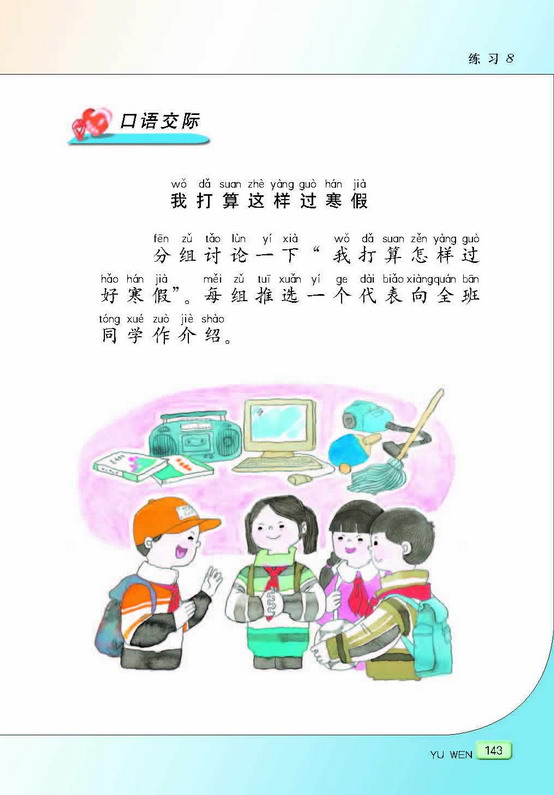 练习8
口语交际
wǒ dǎ suan zhè yàng guò hán jià
我打算这样过寒假
fēn zǔ tǎo lùn yí xià wǒ dǎ suan zěn yàng guò
分组讨论一下“我打算怎样过
hǎo hán jià měi zǔ tuī xuǎn yí ge dài biǎo xiàng quán bān
好寒假”。每组推选一个代表向全班
tóng xué zuò jiè shào
同学作介绍。
YU WEN 143